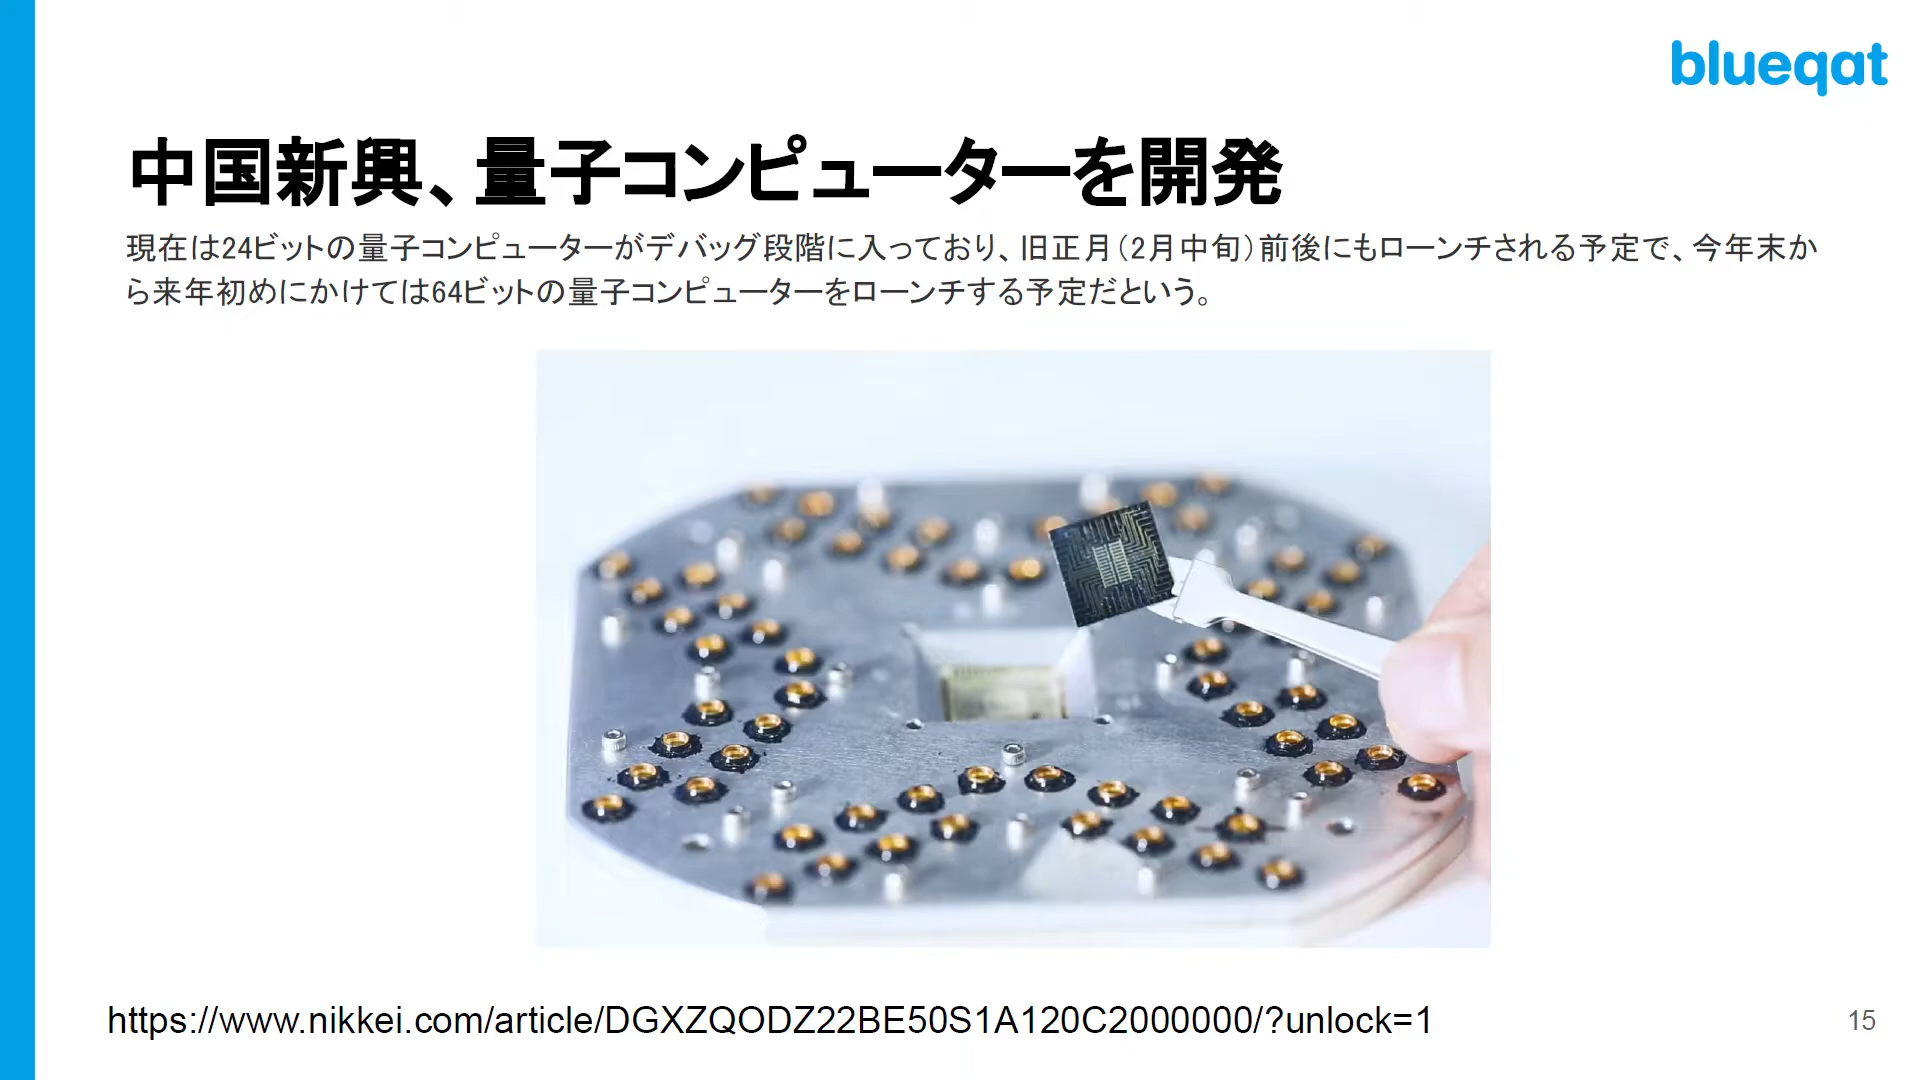 blueqat
中国新興、量子コンピューターを開発
現在は24ビットの量子コンピューターがデバッグ段階に入っており、旧正月（2月中旬）前後にもローンチされる予定で、今年末か
ら来年初めにかけては64ビットの量子コンピューターをローンチする予定だという。
https://www.nikkei.com/article/DGXZQODZ22BE50S1A120C2000000/?unlock=1
15